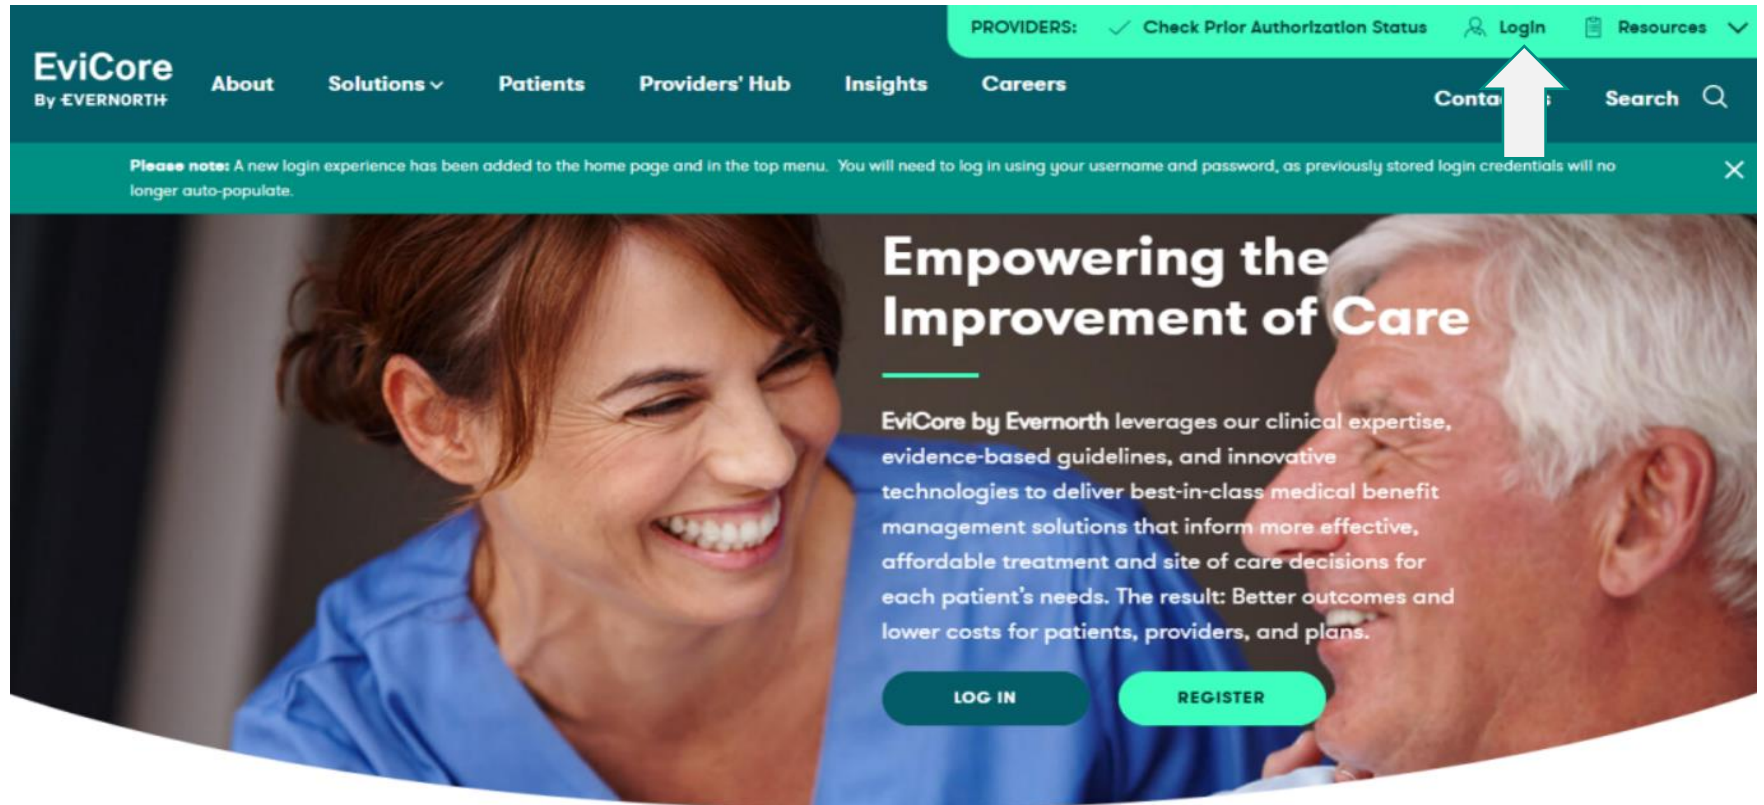 PROVIDERS: Check Prior Authorization Status Login Resources
EviCore
By EVERNORTH
About Solutions Patients Providers' Hub Insights Careers
Search
Please note: A new login experience has been added to the home page and in the top menu. You will need to log in using your username and password, as previously stored login credentials will no
longer auto-populate.
Empowering the
Improvement of Care
EviCore by Evernorth leverages our clinical expertise,
evidence-based guidelines, and innovative
technologies to deliver best-in-class medical benefit
management solutions that inform more effective,
affordable treatment and site of care decisions for
each patient's needs. The result: Better outcomes and
lower costs for patients, providers, and plans.
LOG IN REGISTER